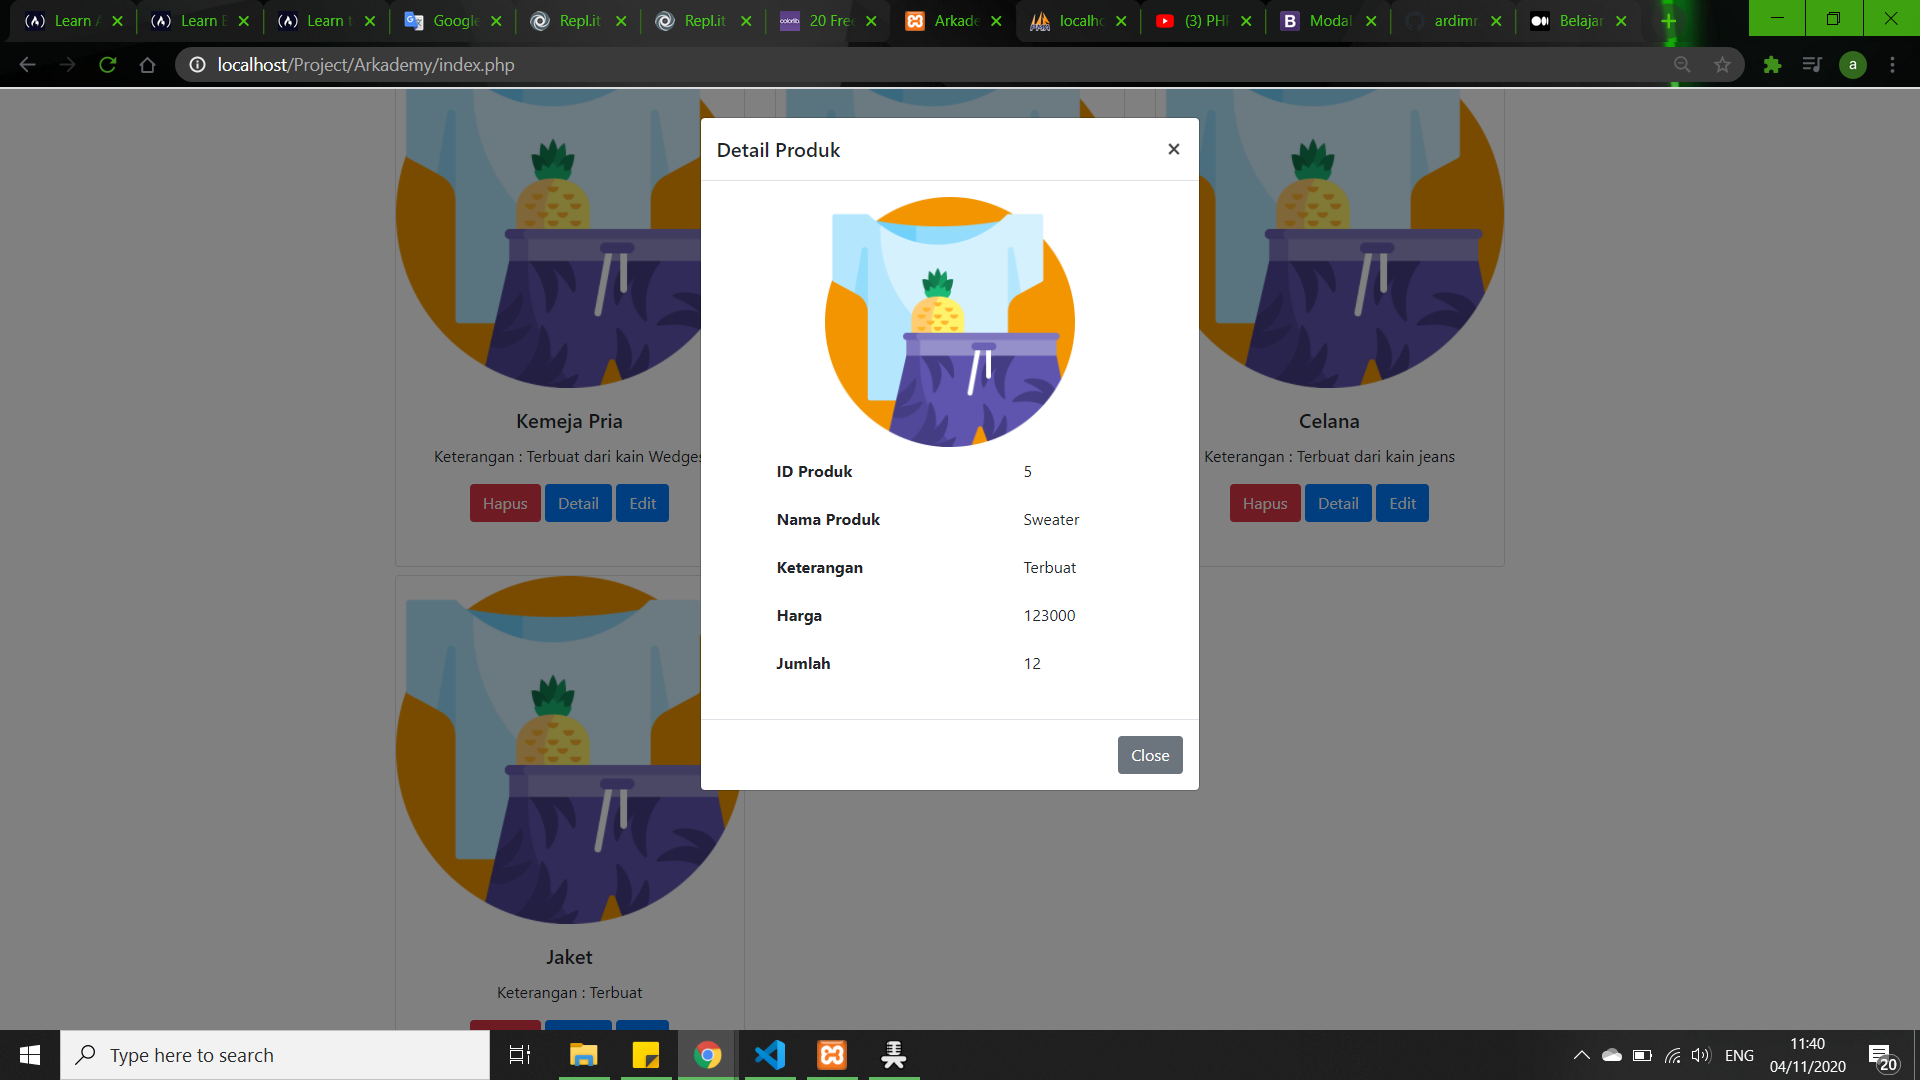 Learn A
Learn B
Learn t
Google
Repl.it
Repl.it
20 Free
Arkade
localho
(3) PHP
Modal
ardimr
Belajar
localhost/Project/Arkademy/index.php
a
Detail Produk
×
ID Produk 5
Nama Produk Sweater
Keterangan Terbuat
Harga 123000
Jumlah 12
Close
Kemeja Pria
Keterangan : Terbuat dari kain Wedges
Hapus Detail Edit
Celana
Keterangan : Terbuat dari kain jeans
Hapus Detail Edit
Jaket
Keterangan : Terbuat
Type here to search
ENG
11:40
04/11/2020
20